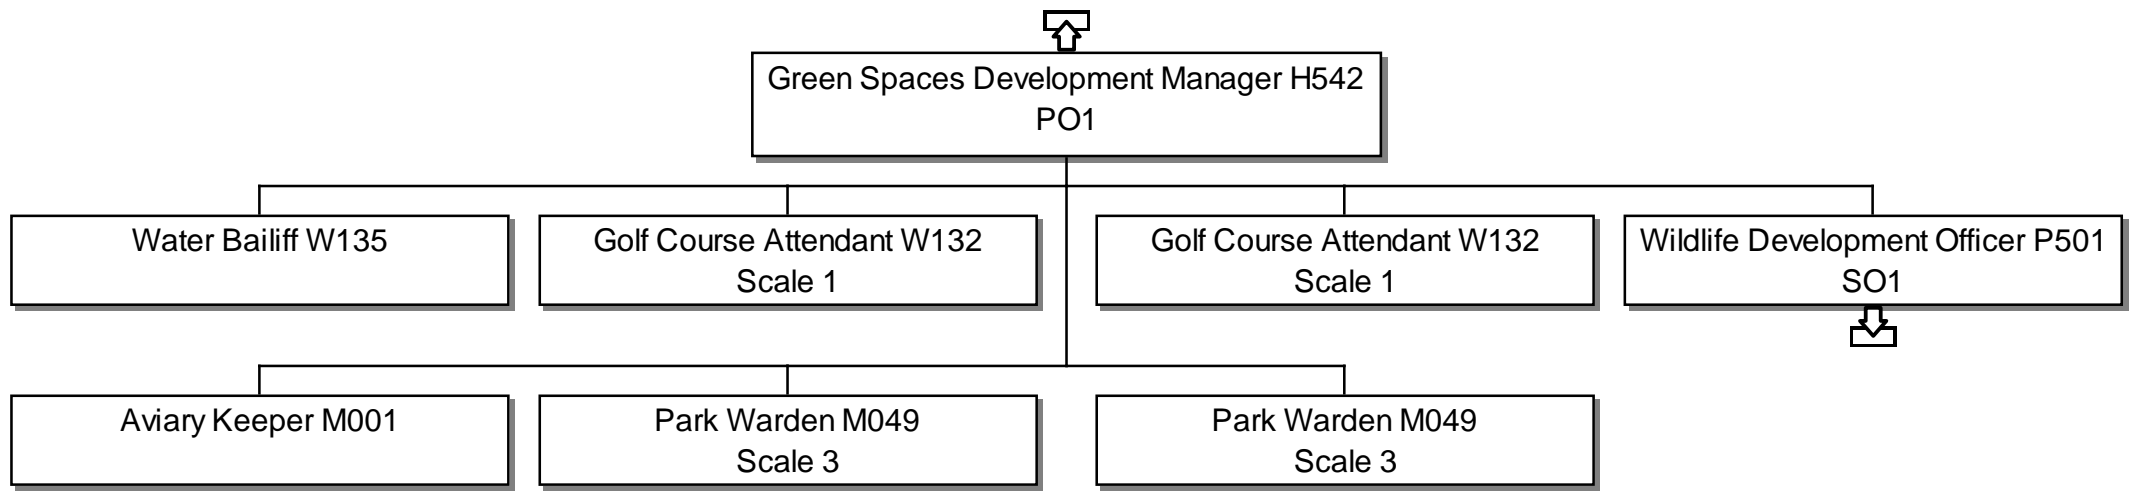 Green Spaces Development Manager H542
PO1
Water Bailiff W135
Golf Course Attendant W132
Scale 1
Golf Course Attendant W132
Scale 1
Wildlife Development Officer P501
SO1
Aviary Keeper M001
Park Warden M049
Scale 3
Park Warden M049
Scale 3